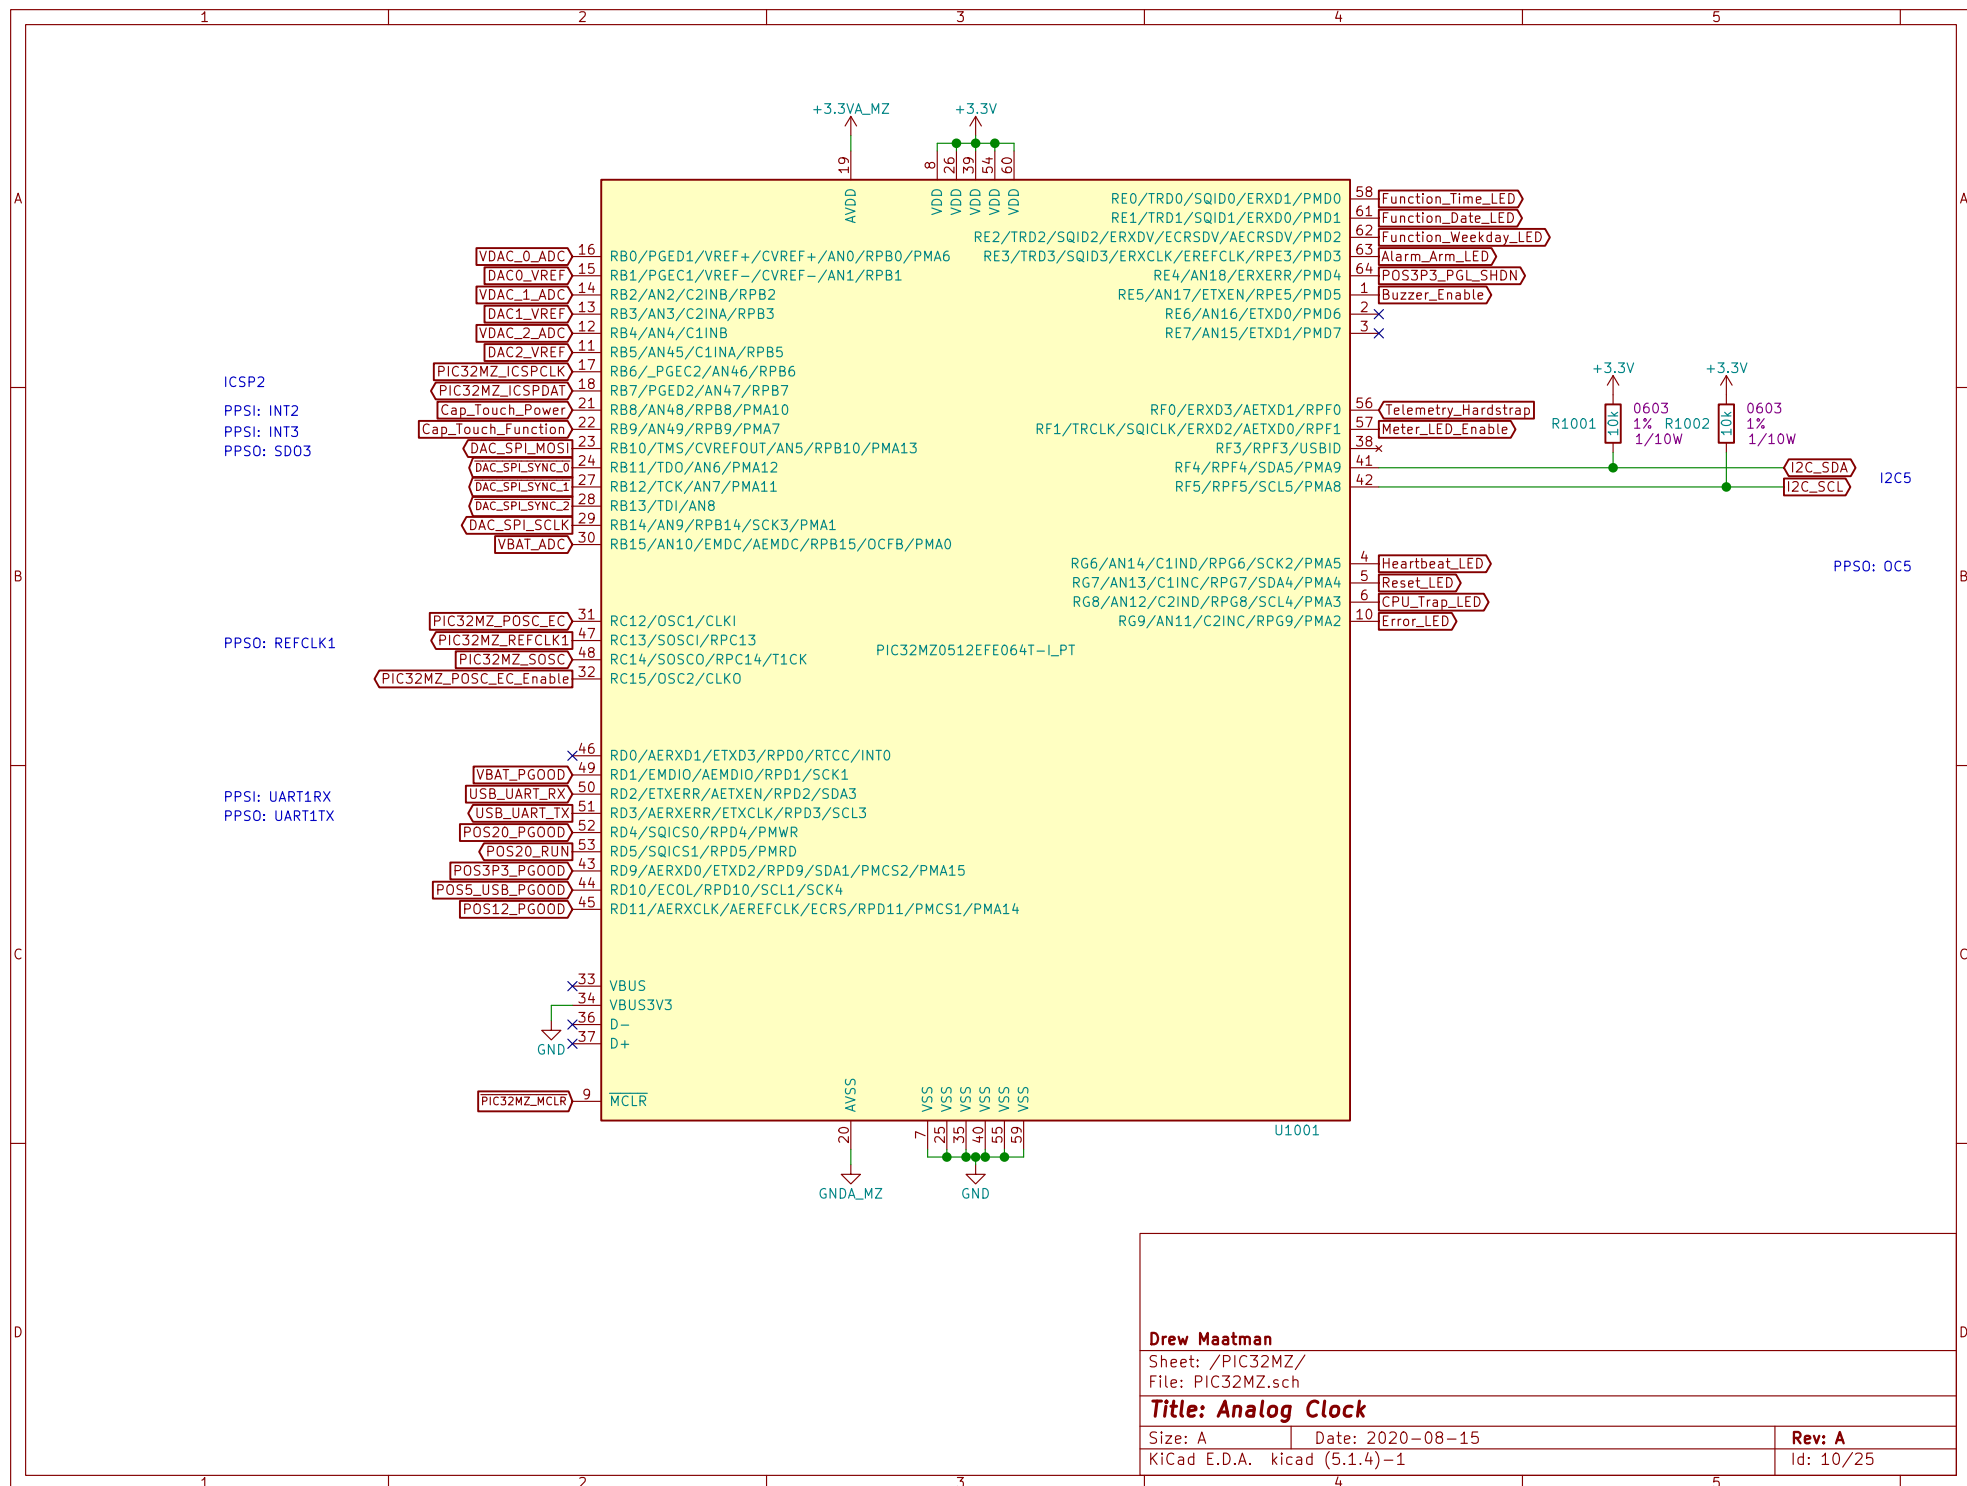 1 2 3 4 5
A
B
C
D
A
B
C
D
+3.3VA_MZ
+3.3V
19
8
26
39
54
60
AVDD
VDD
VDD
VDD
VDD
VDD
VDAC_0_ADC 16 RB0/PGED1/VREF+/CVREF+/AN0/RPB0/PMA6
DAC0_VREF 15 RB1/PGEC1/VREF-/CVREF-/AN1/RPB1
VDAC_1_ADC 14 RB2/AN2/C2INB/RPB2
DAC1_VREF 13 RB3/AN3/C2INA/RPB3
VDAC_2_ADC 12 RB4/AN4/C1INB
DAC2_VREF 11 RB5/AN45/C1INA/RPB5
PIC32MZ_ICSPCLK 17 RB6/_PGEC2/AN46/RPB6
ICSP2
PIC32MZ_ICSPDAT 18 RB7/PGED2/AN47/RPB7
PPSI: INT2
Cap_Touch_Power 21 RB8/AN48/RPB8/PMA10
PPSI: INT3
Cap_Touch_Function 22 RB9/AN49/RPB9/PMA7
PPSO: SDO3
DAC_SPI_MOSI 23 RB10/TMS/CVREFOUT/AN5/RPB10/PMA13
DAC_SPI_SYNC_0 24 RB11/TDO/AN6/PMA12
DAC_SPI_SYNC_1 27 RB12/TCK/AN7/PMA11
DAC_SPI_SYNC_2 28 RB13/TDI/AN8
DAC_SPI_SCLK 29 RB14/AN9/RPB14/SCK3/PMA1
VBAT_ADC 30 RB15/AN10/EMDC/AEMDC/RPB15/OCFB/PMA0
PIC32MZ_POSC_EC 31 RC12/OSC1/CLKI
PPSO: REFCLK1
PIC32MZ_REFCLK1 47 RC13/SOSCI/RPC13
PIC32MZ_SOSC 48 RC14/SOSCO/RPC14/T1CK
PIC32MZ_POSC_EC_Enable 32 RC15/OSC2/CLKO
46 RD0/AERXD1/ETXD3/RPD0/RTCC/INT0
VBAT_PGOOD 49 RD1/EMDIO/AEMDIO/RPD1/SCK1
PPSI: UART1RX
USB_UART_RX 50 RD2/ETXERR/AETXEN/RPD2/SDA3
PPSO: UART1TX
USB_UART_TX 51 RD3/AERXERR/ETXCLK/RPD3/SCL3
POS20_PGOOD 52 RD4/SQICS0/RPD4/PMWR
POS20_RUN 53 RD5/SQICS1/RPD5/PMRD
POS3P3_PGOOD 43 RD9/AERXD0/ETXD2/RPD9/SDA1/PMCS2/PMA15
POS5_USB_PGOOD 44 RD10/ECOL/RPD10/SCL1/SCK4
POS12_PGOOD 45 RD11/AERXCLK/AEREFCLK/ECRS/RPD11/PMCS1/PMA14
33 VBUS
34 VBUS3V3
36 D-
37 D+
GND
PIC32MZ_MCLR 9 MCLR
RE0/TRD0/SQID0/ERXD1/PMD0 58 Function_Time_LED
RE1/TRD1/SQID1/ERXD0/PMD1 61 Function_Date_LED
RE2/TRD2/SQID2/ERXDV/ECRSDV/AECRSDV/PMD2 62 Function_Weekday_LED
RE3/TRD3/SQID3/ERXCLK/EREFCLK/RPE3/PMD3 63 Alarm_Arm_LED
RE4/AN18/ERXERR/PMD4 64 POS3P3_PGL_SHDN
RE5/AN17/ETXEN/RPE5/PMD5 1 Buzzer_Enable
RE6/AN16/ETXD0/PMD6 2
RE7/AN15/ETXD1/PMD7 3
RF0/ERXD3/AETXD1/RPF0 56 Telemetry_Hardstrap
RF1/TRCLK/SQICLK/ERXD2/AETXD0/RPF1 57 Meter_LED_Enable
RF3/RPF3/USBID 38
RF4/RPF4/SDA5/PMA9 41 I2C_SDA
RF5/RPF5/SCL5/PMA8 42 I2C_SCL
I2C5
+3.3V
R1001
10k
0603
1%
1/10W
+3.3V
R1002
10k
0603
1%
1/10W
RG6/AN14/C1IND/RPG6/SCK2/PMA5 4 Heartbeat_LED
PPSO: OC5
RG7/AN13/C1INC/RPG7/SDA4/PMA4 5 Reset_LED
RG8/AN12/C2IND/RPG8/SCL4/PMA3 6 CPU_Trap_LED
RG9/AN11/C2INC/RPG9/PMA2 10 Error_LED
PIC32MZ0512EFE064T-I_PT
AVSS
VSS
VSS
VSS
VSS
VSS
VSS
20
7
25
35
40
55
59
U1001
GNDA_MZ
GND
Drew Maatman
Sheet: /PIC32MZ/
File: PIC32MZ.sch
Title: Analog Clock
Size: A Date: 2020-08-15 Rev: A
KiCad E.D.A. kicad (5.1.4)-1 Id: 10/25
1 2 3 4 5